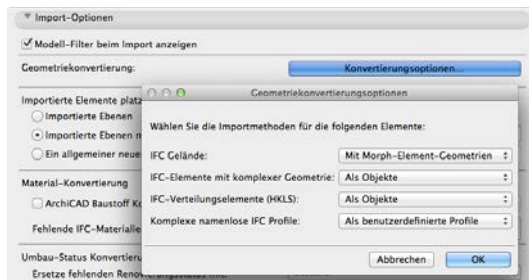 Import-Optionen
Modell-Filter beim Import anzeigen
Geometriekonvertierung:
Konvertierungsoptionen...
Geometriekonvertierungsoptionen
Importierte Elemente platz
Importierte Ebenen
Importierte Ebenen m
Ein allgemeiner neue
Wählen Sie die Importmethoden für die folgenden Elemente:
IFC Gelände:
Mit Morph-Element-Geometrien
IFC-Elemente mit komplexer Geometrie:
Als Objekte
IFC-Verteilungselemente (HKLS):
Als Objekte
Komplexe namenlose IFC Profile:
Als benutzerdefinierte Profile
Material-Konvertierung
ArchiCAD Baustoff Ko
Fehlende IFC-Materialie
Abbrechen
OK
Umbau-Status Konvertieru
Ersetze fehlenden